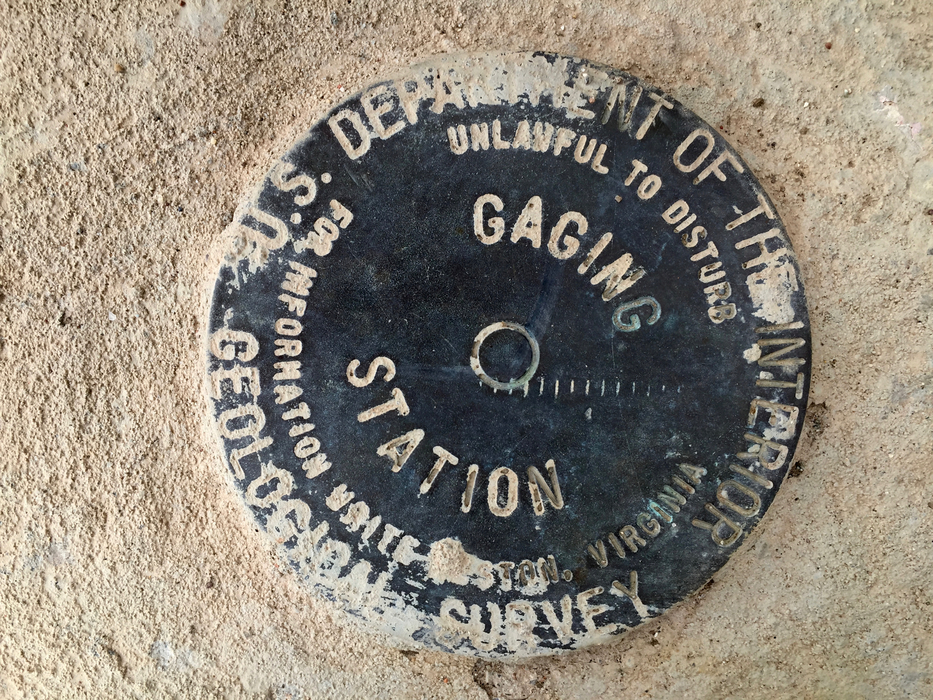 U.S. DEPARTMENT OF THE INTERIOR
UNLAWFUL TO DISTURB
GAGING
STATION
FOR INFORMATION WRITE
VIRGINIA
GEOLOGICAL SURVEY